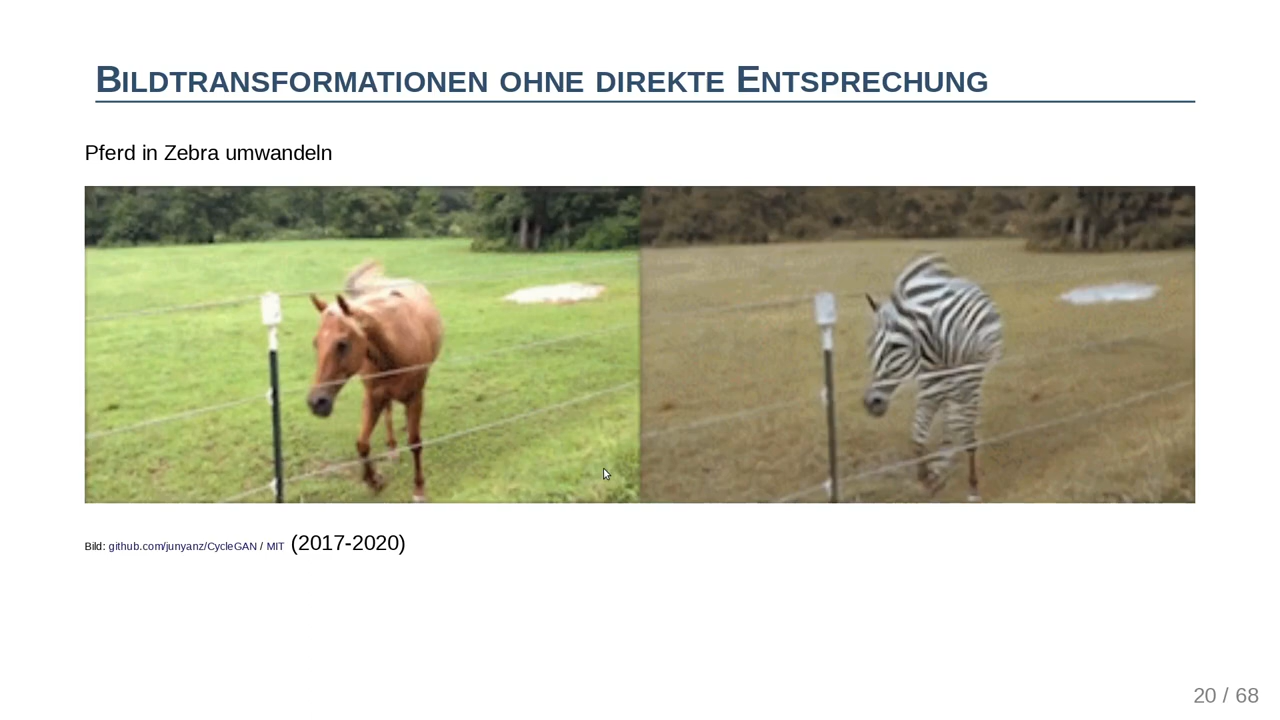 Bildtransformationen ohne direkte Entsprechung
Pferd in Zebra umwandeln
Bild: github.com/junyanz/CycleGAN / MIT (2017-2020)
20 / 68